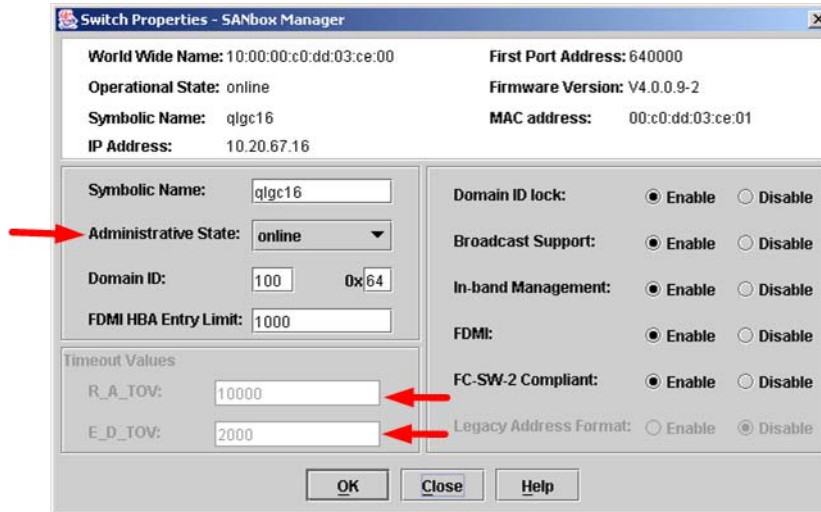 Switch Properties - SANbox Manager
World Wide Name: 10:00:00:c0:dd:03:ce:00
First Port Address: 640000
Operational State: online
Firmware Version: V4.0.0.9-2
Symbolic Name: qlgc16
MAC address: 00:c0:dd:03:ce:01
IP Address: 10.20.67.16
Symbolic Name: qlgc16
Administrative State: online
Domain ID: 100 0x64
FDMI HBA Entry Limit: 1000
Timeout Values
R_A_TOV: 10000
E_D_TOV: 2000
Domain ID lock: Enable Disable
Broadcast Support: Enable Disable
In-band Management: Enable Disable
FDMI: Enable Disable
FC-SW-2 Compliant: Enable Disable
Legacy Address Format: Enable Disable
OK Close Help